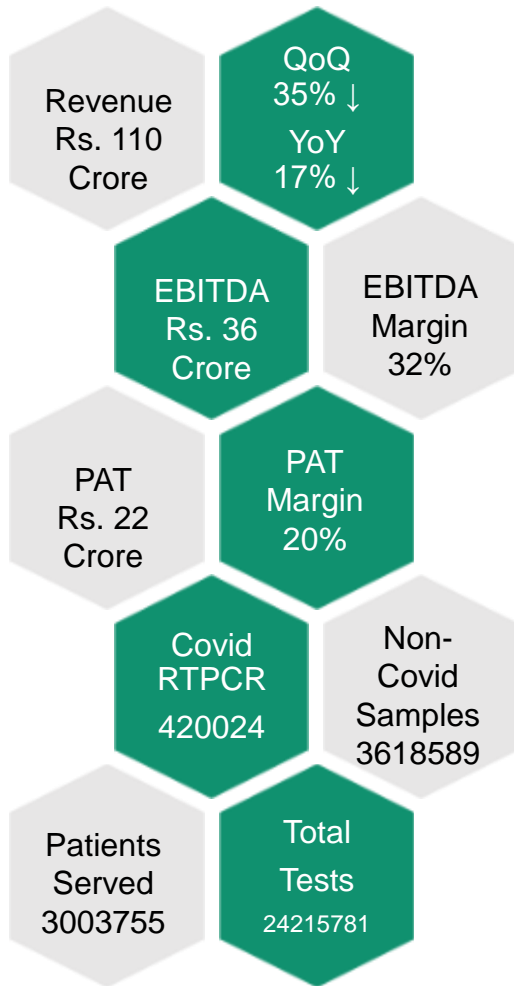 Revenue
Rs. 110
Crore
QoQ
35% ↓
YoY
17% ↓
EBITDA
Rs. 36
Crore
EBITDA
Margin
32%
PAT
Rs. 22
Crore
PAT
Margin
20%
Covid
RTPCR
420024
Non-
Covid
Samples
3618589
Patients
Served
3003755
Total
Tests
24215781